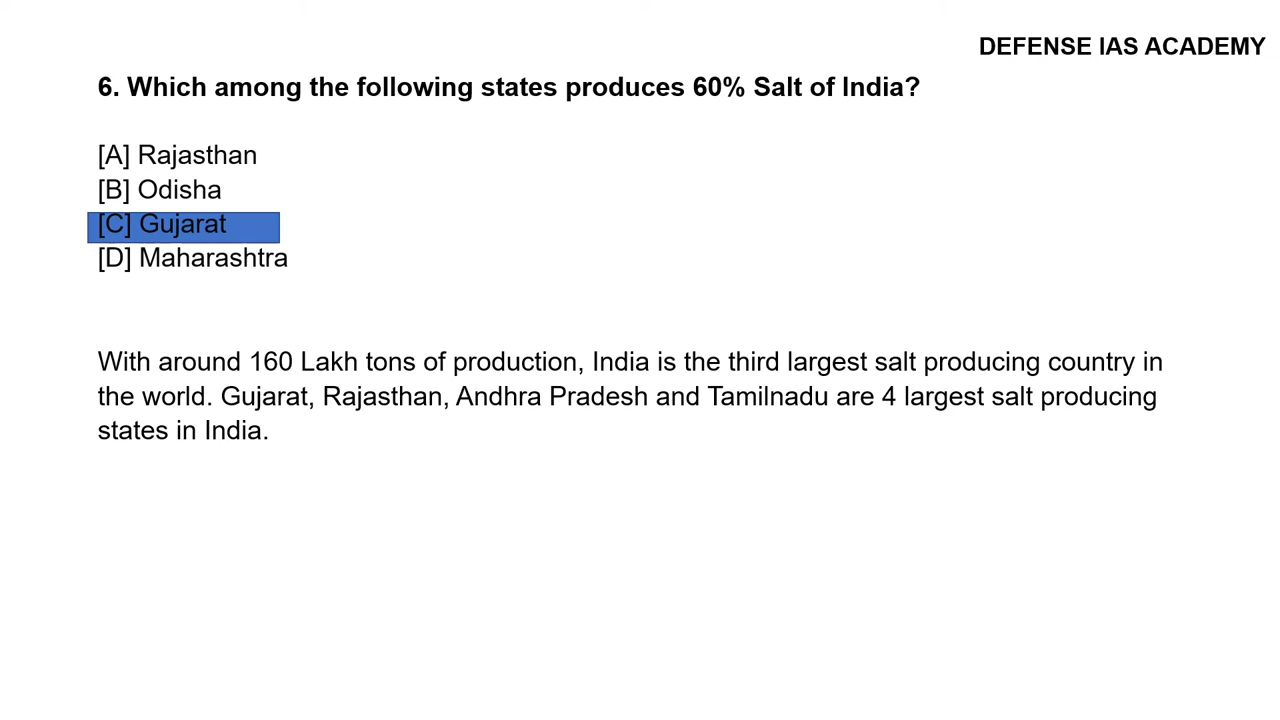 DEFENSE IAS ACADEMY
6. Which among the following states produces 60% Salt of India?
[A] Rajasthan
[B] Odisha
[C] Gujarat
[D] Maharashtra
With around 160 Lakh tons of production, India is the third largest salt producing country in
the world. Gujarat, Rajasthan, Andhra Pradesh and Tamilnadu are 4 largest salt producing
states in India.